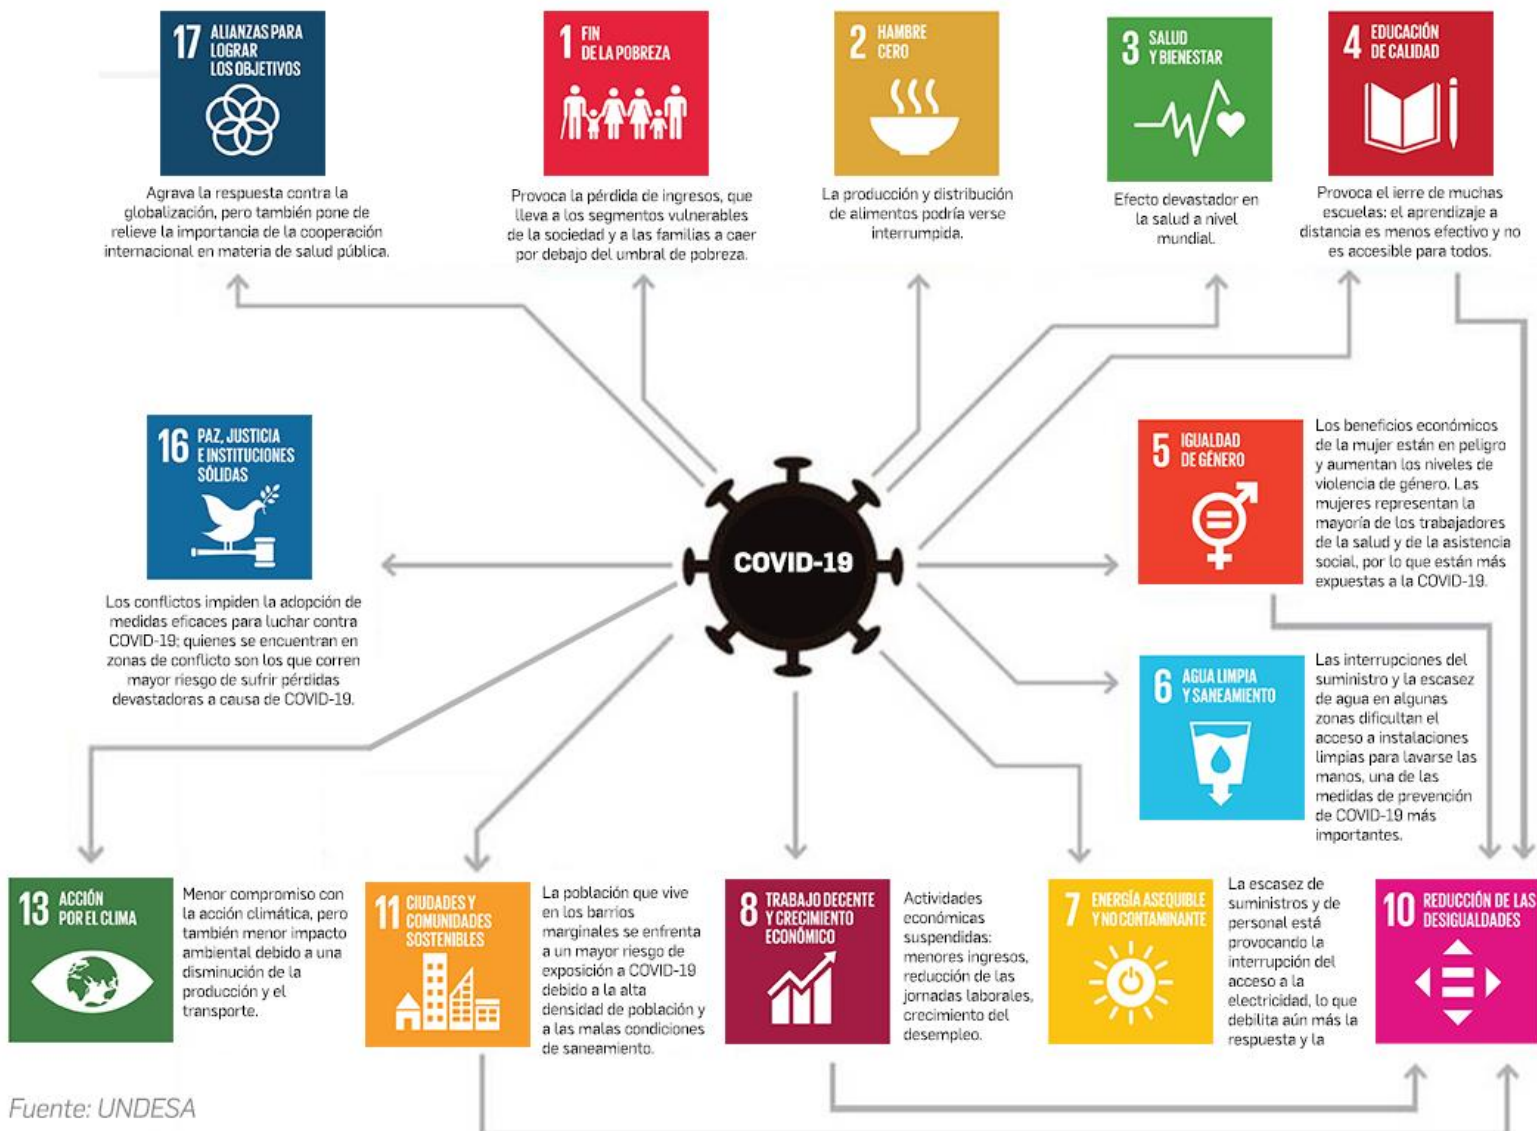 17 ALIANZAS PARA
LOGRAR
LOS OBJETIVOS
Agrava la respuesta contra la
globalización, pero también pone de
relieve la importancia de la cooperación
internacional en materia de salud pública.
1 FIN
DE LA POBREZA
Provoca la pérdida de ingresos, que
lleva a los segmentos vulnerables
de la sociedad y a las familias a caer
por debajo del umbral de pobreza.
2 HAMBRE
CERO
La producción y distribución
de alimentos podría verse
interrumpida.
3 SALUD
Y BIENESTAR
Efecto devastador en
la salud a nivel
mundial.
4 EDUCACIÓN
DE CALIDAD
Provoca el ierre de muchas
escuelas: el aprendizaje a
distancia es menos efectivo y no
es accesible para todos.
16 PAZ, JUSTICIA
E INSTITUCIONES
SÓLIDAS
Los conflictos impiden la adopción de
medidas eficaces para luchar contra
COVID-19; quienes se encuentran en
zonas de conflicto son los que corren
mayor riesgo de sufrir pérdidas
devastadoras a causa de COVID-19.
COVID-19
5 IGUALDAD
DE GÉNERO
Los beneficios económicos
de la mujer están en peligro
y aumentan los niveles de
violencia de género. Las
mujeres representan la
mayoría de los trabajadores
de la salud y de la asistencia
social, por lo que están más
expuestas a la COVID-19.
6 AGUA LIMPIA
Y SANEAMIENTO
Las interrupciones del
suministro y la escasez
de agua en algunas
zonas dificultan el
acceso a instalaciones
limpias para lavarse las
manos, una de las
medidas de prevención
de COVID-19 más
importantes.
13 ACCIÓN
POR EL CLIMA
Menor compromiso con
la acción climática, pero
también menor impacto
ambiental debido a una
disminución de la
producción y el
transporte.
11 CIUDADES Y
COMUNIDADES
SOSTENIBLES
La población que vive
en los barrios
marginales se enfrenta
a un mayor riesgo de
exposición a COVID-19
debido a la alta
densidad de población y
a las malas condiciones
de saneamiento.
8 TRABAJO DECENTE
Y CRECIMIENTO
ECONÓMICO
Actividades
económicas
suspendidas:
menores ingresos,
reducción de las
jornadas laborales,
crecimiento del
desempleo.
7 ENERGÍA ASEQUIBLE
Y NO CONTAMINANTE
La escasez de
suministros y de
personal está
provocando la
interrupción del
acceso a la
electricidad, lo que
debilita aún más la
respuesta y la
10 REDUCCIÓN DE LAS
DESIGUALDADES
Fuente: UNDESA